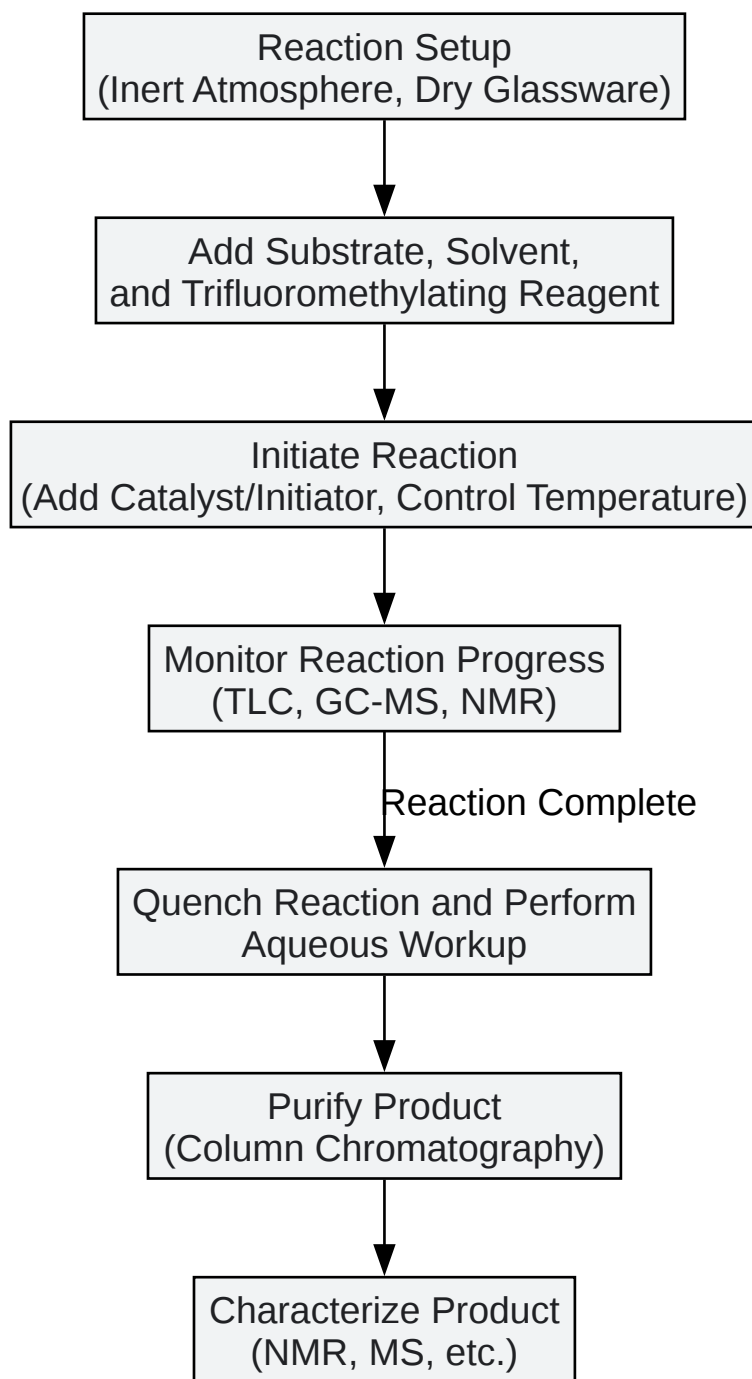 Reaction Setup
(Inert Atmosphere, Dry Glassware)
Add Substrate, Solvent,
and Trifluoromethylating Reagent
Initiate Reaction
(Add Catalyst/Initiator, Control Temperature)
Monitor Reaction Progress
(TLC, GC-MS, NMR)
Reaction Complete
Quench Reaction and Perform
Aqueous Workup
Purify Product
(Column Chromatography)
Characterize Product
(NMR, MS, etc.)